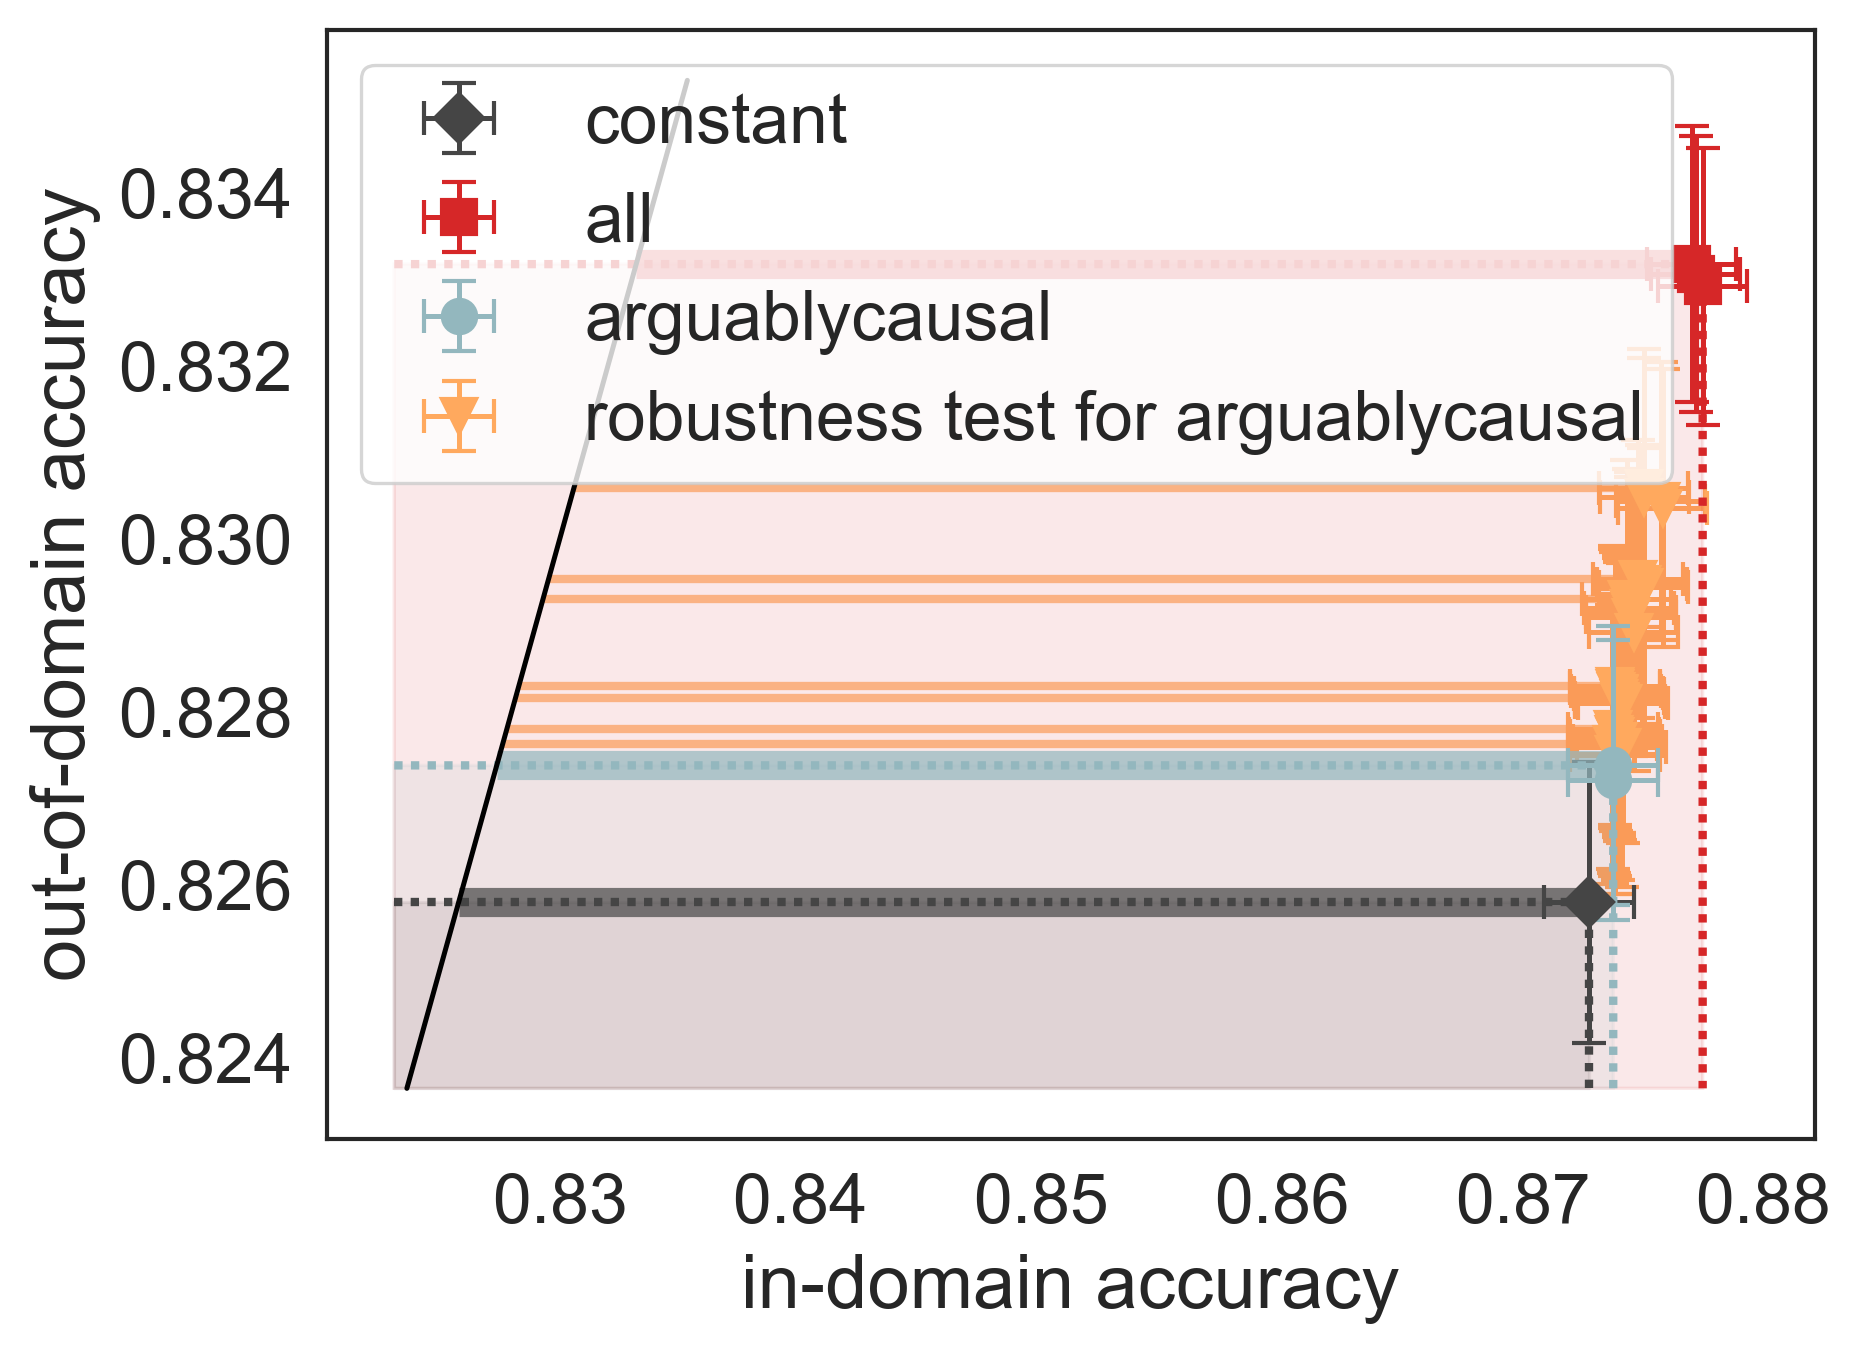 constant
all
arguablycausal
robustness test for arguablycausal
0.834
0.832
0.830
0.828
0.826
0.824
out-of-domain accuracy
0.83 0.84 0.85 0.86 0.87 0.88
in-domain accuracy